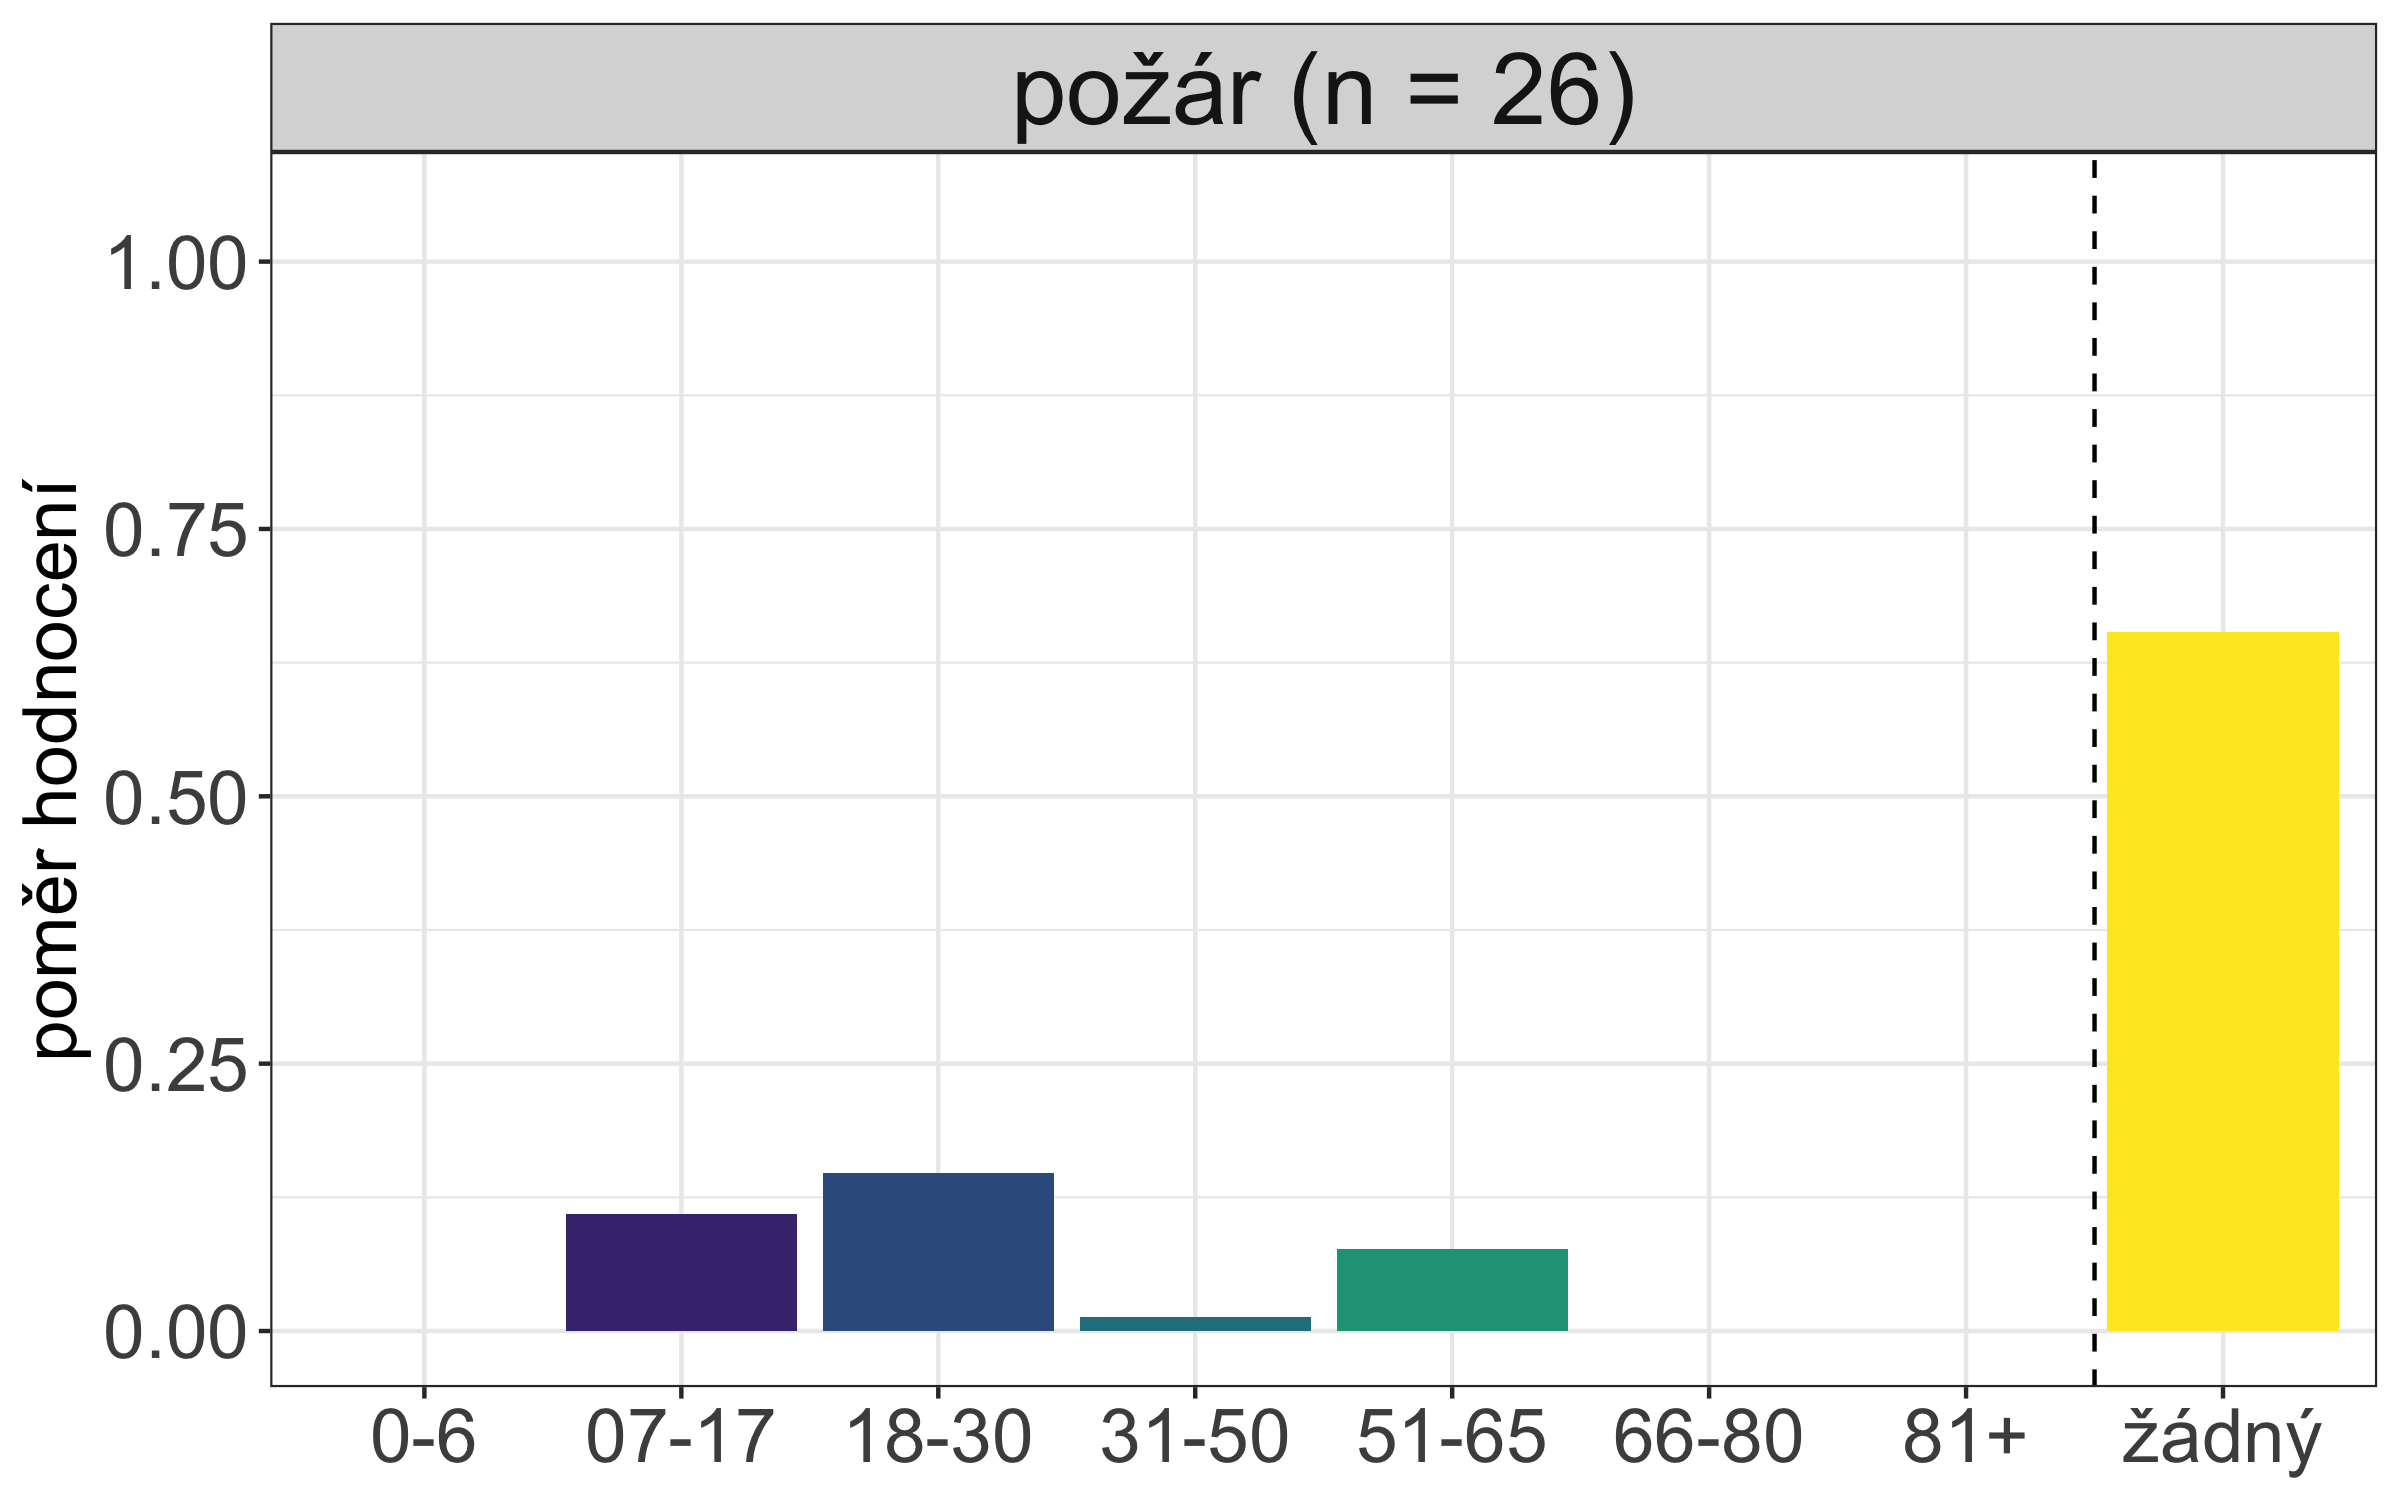 požár (n = 26)
poměr hodnocení
1.00
0.75
0.50
0.25
0.00
0-6 07-17 18-30 31-50 51-65 66-80 81+ žádný